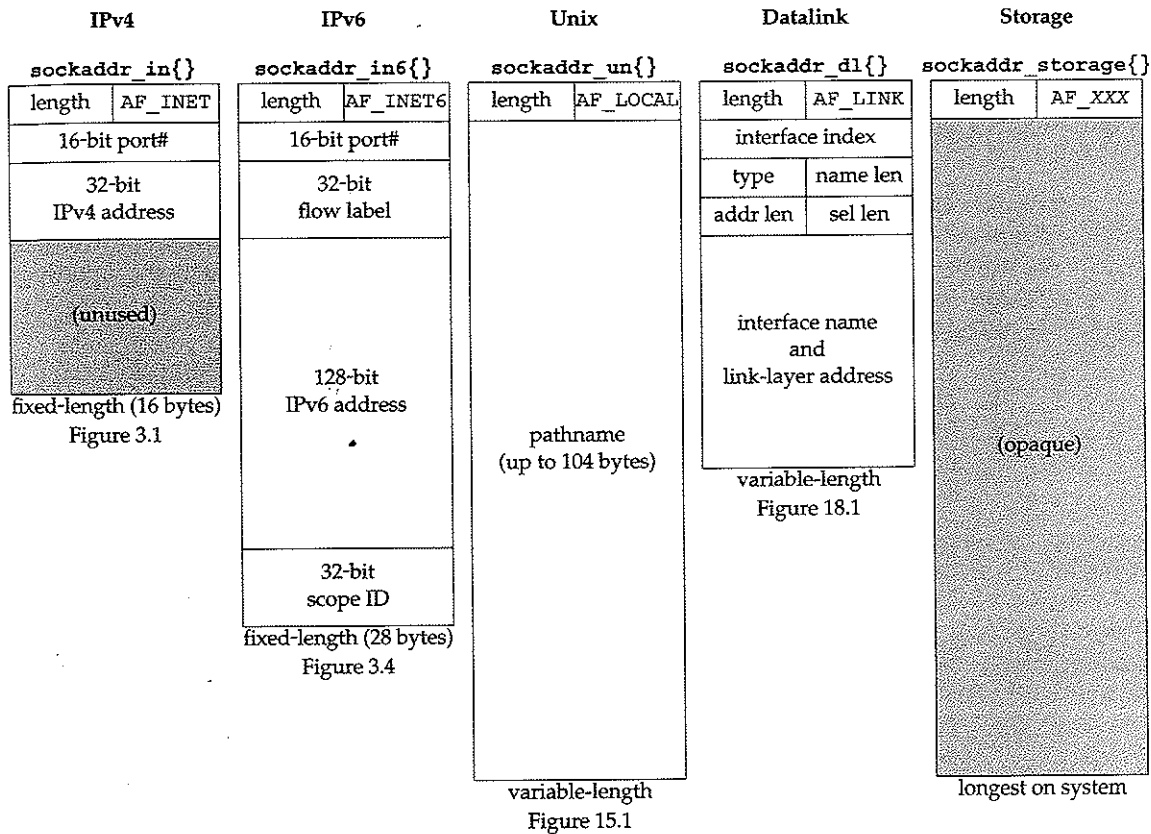 IPv4
IPv6
Unix
Datalink
Storage
sockaddr_in{}
sockaddr_in6{}
sockaddr_un{}
sockaddr_dl{}
sockaddr_storage{}
length
AF_INET
length
AF_INET6
length
AF_LOCAL
length
AF_LINK
length
AF_XXX
16-bit port#
16-bit port#
interface index
32-bit
IPv4 address
32-bit
flow label
type
name len
addr len
sel len
(unused)
fixed-length (16 bytes)
Figure 3.1
128-bit
IPv6 address
32-bit
scope ID
fixed-length (28 bytes)
Figure 3.4
pathname
(up to 104 bytes)
variable-length
Figure 15.1
interface name
and
link-layer address
variable-length
Figure 18.1
(opaque)
longest on system